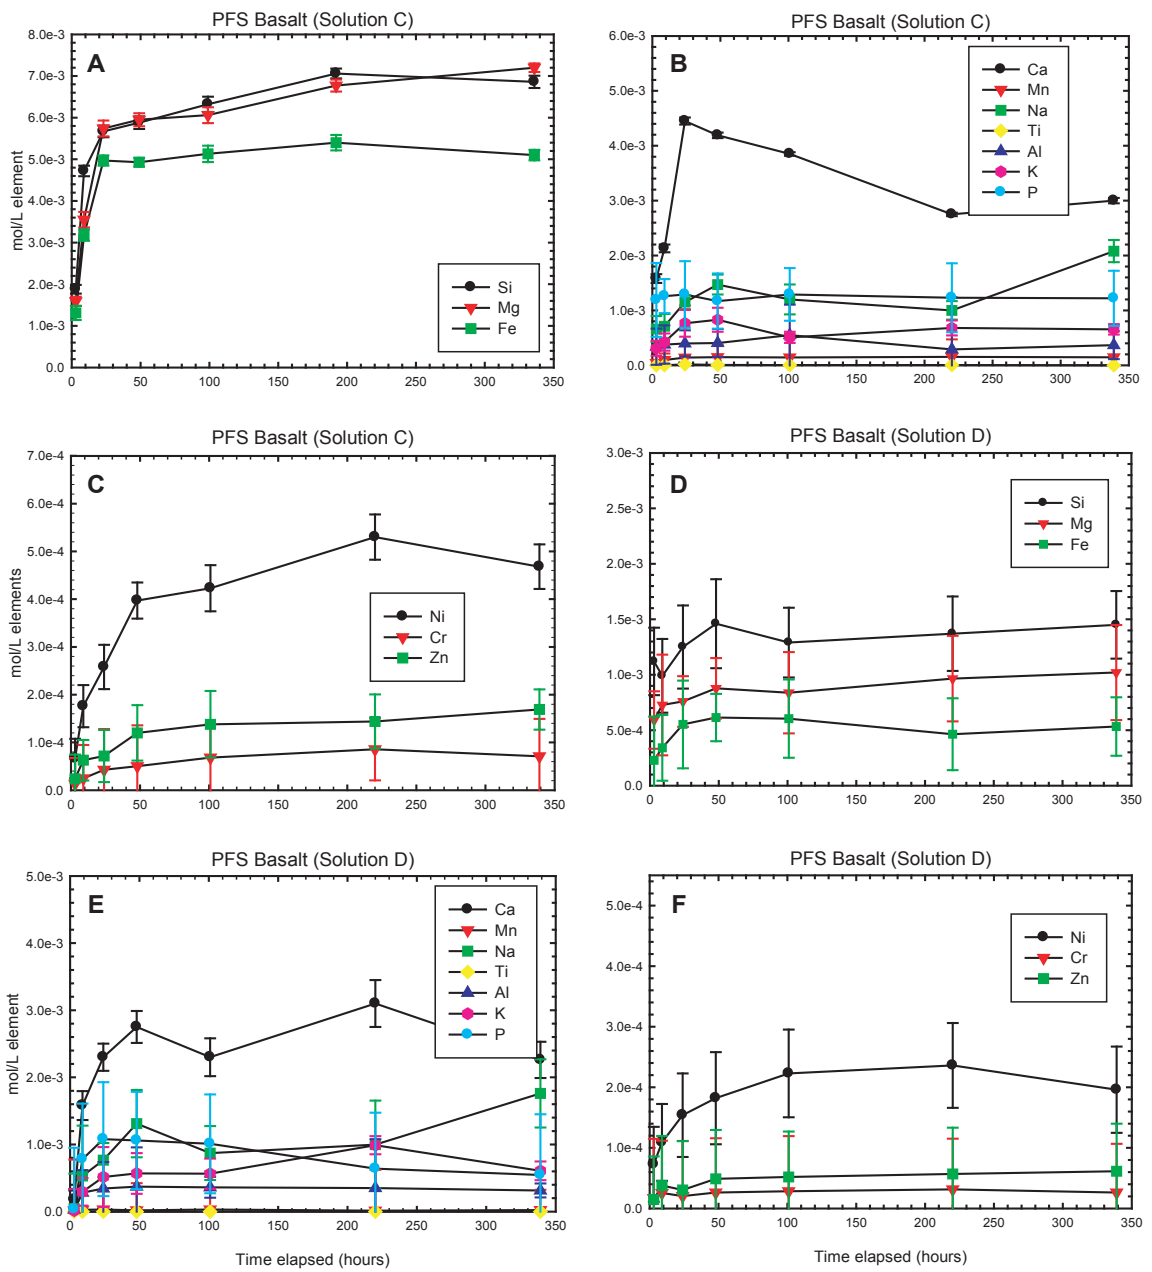 PFS Basalt (Solution C)
A
8.0e-3
7.0e-3
6.0e-3
5.0e-3
4.0e-3
3.0e-3
2.0e-3
1.0e-3
0.0
mol/L element
Si
Mg
Fe
0 50 100 150 200 250 300 350
PFS Basalt (Solution C)
B
6.0e-3
5.0e-3
4.0e-3
3.0e-3
2.0e-3
1.0e-3
0.0
Ca
Mn
Na
Ti
Al
K
P
0 50 100 150 200 250 300 350
PFS Basalt (Solution C)
C
7.0e-4
6.0e-4
5.0e-4
4.0e-4
3.0e-4
2.0e-4
1.0e-4
0.0
mol/L elements
Ni
Cr
Zn
0 50 100 150 200 250 300 350
PFS Basalt (Solution D)
D
3.0e-3
2.5e-3
2.0e-3
1.5e-3
1.0e-3
5.0e-4
0.0
Si
Mg
Fe
0 50 100 150 200 250 300 350
PFS Basalt (Solution D)
E
5.0e-3
4.0e-3
3.0e-3
2.0e-3
1.0e-3
0.0
mol/L element
Ca
Mn
Na
Ti
Al
K
P
0 50 100 150 200 250 300 350
Time elapsed (hours)
PFS Basalt (Solution D)
F
5.0e-4
4.0e-4
3.0e-4
2.0e-4
1.0e-4
0.0
Ni
Cr
Zn
0 50 100 150 200 250 300 350
Time elapsed (hours)